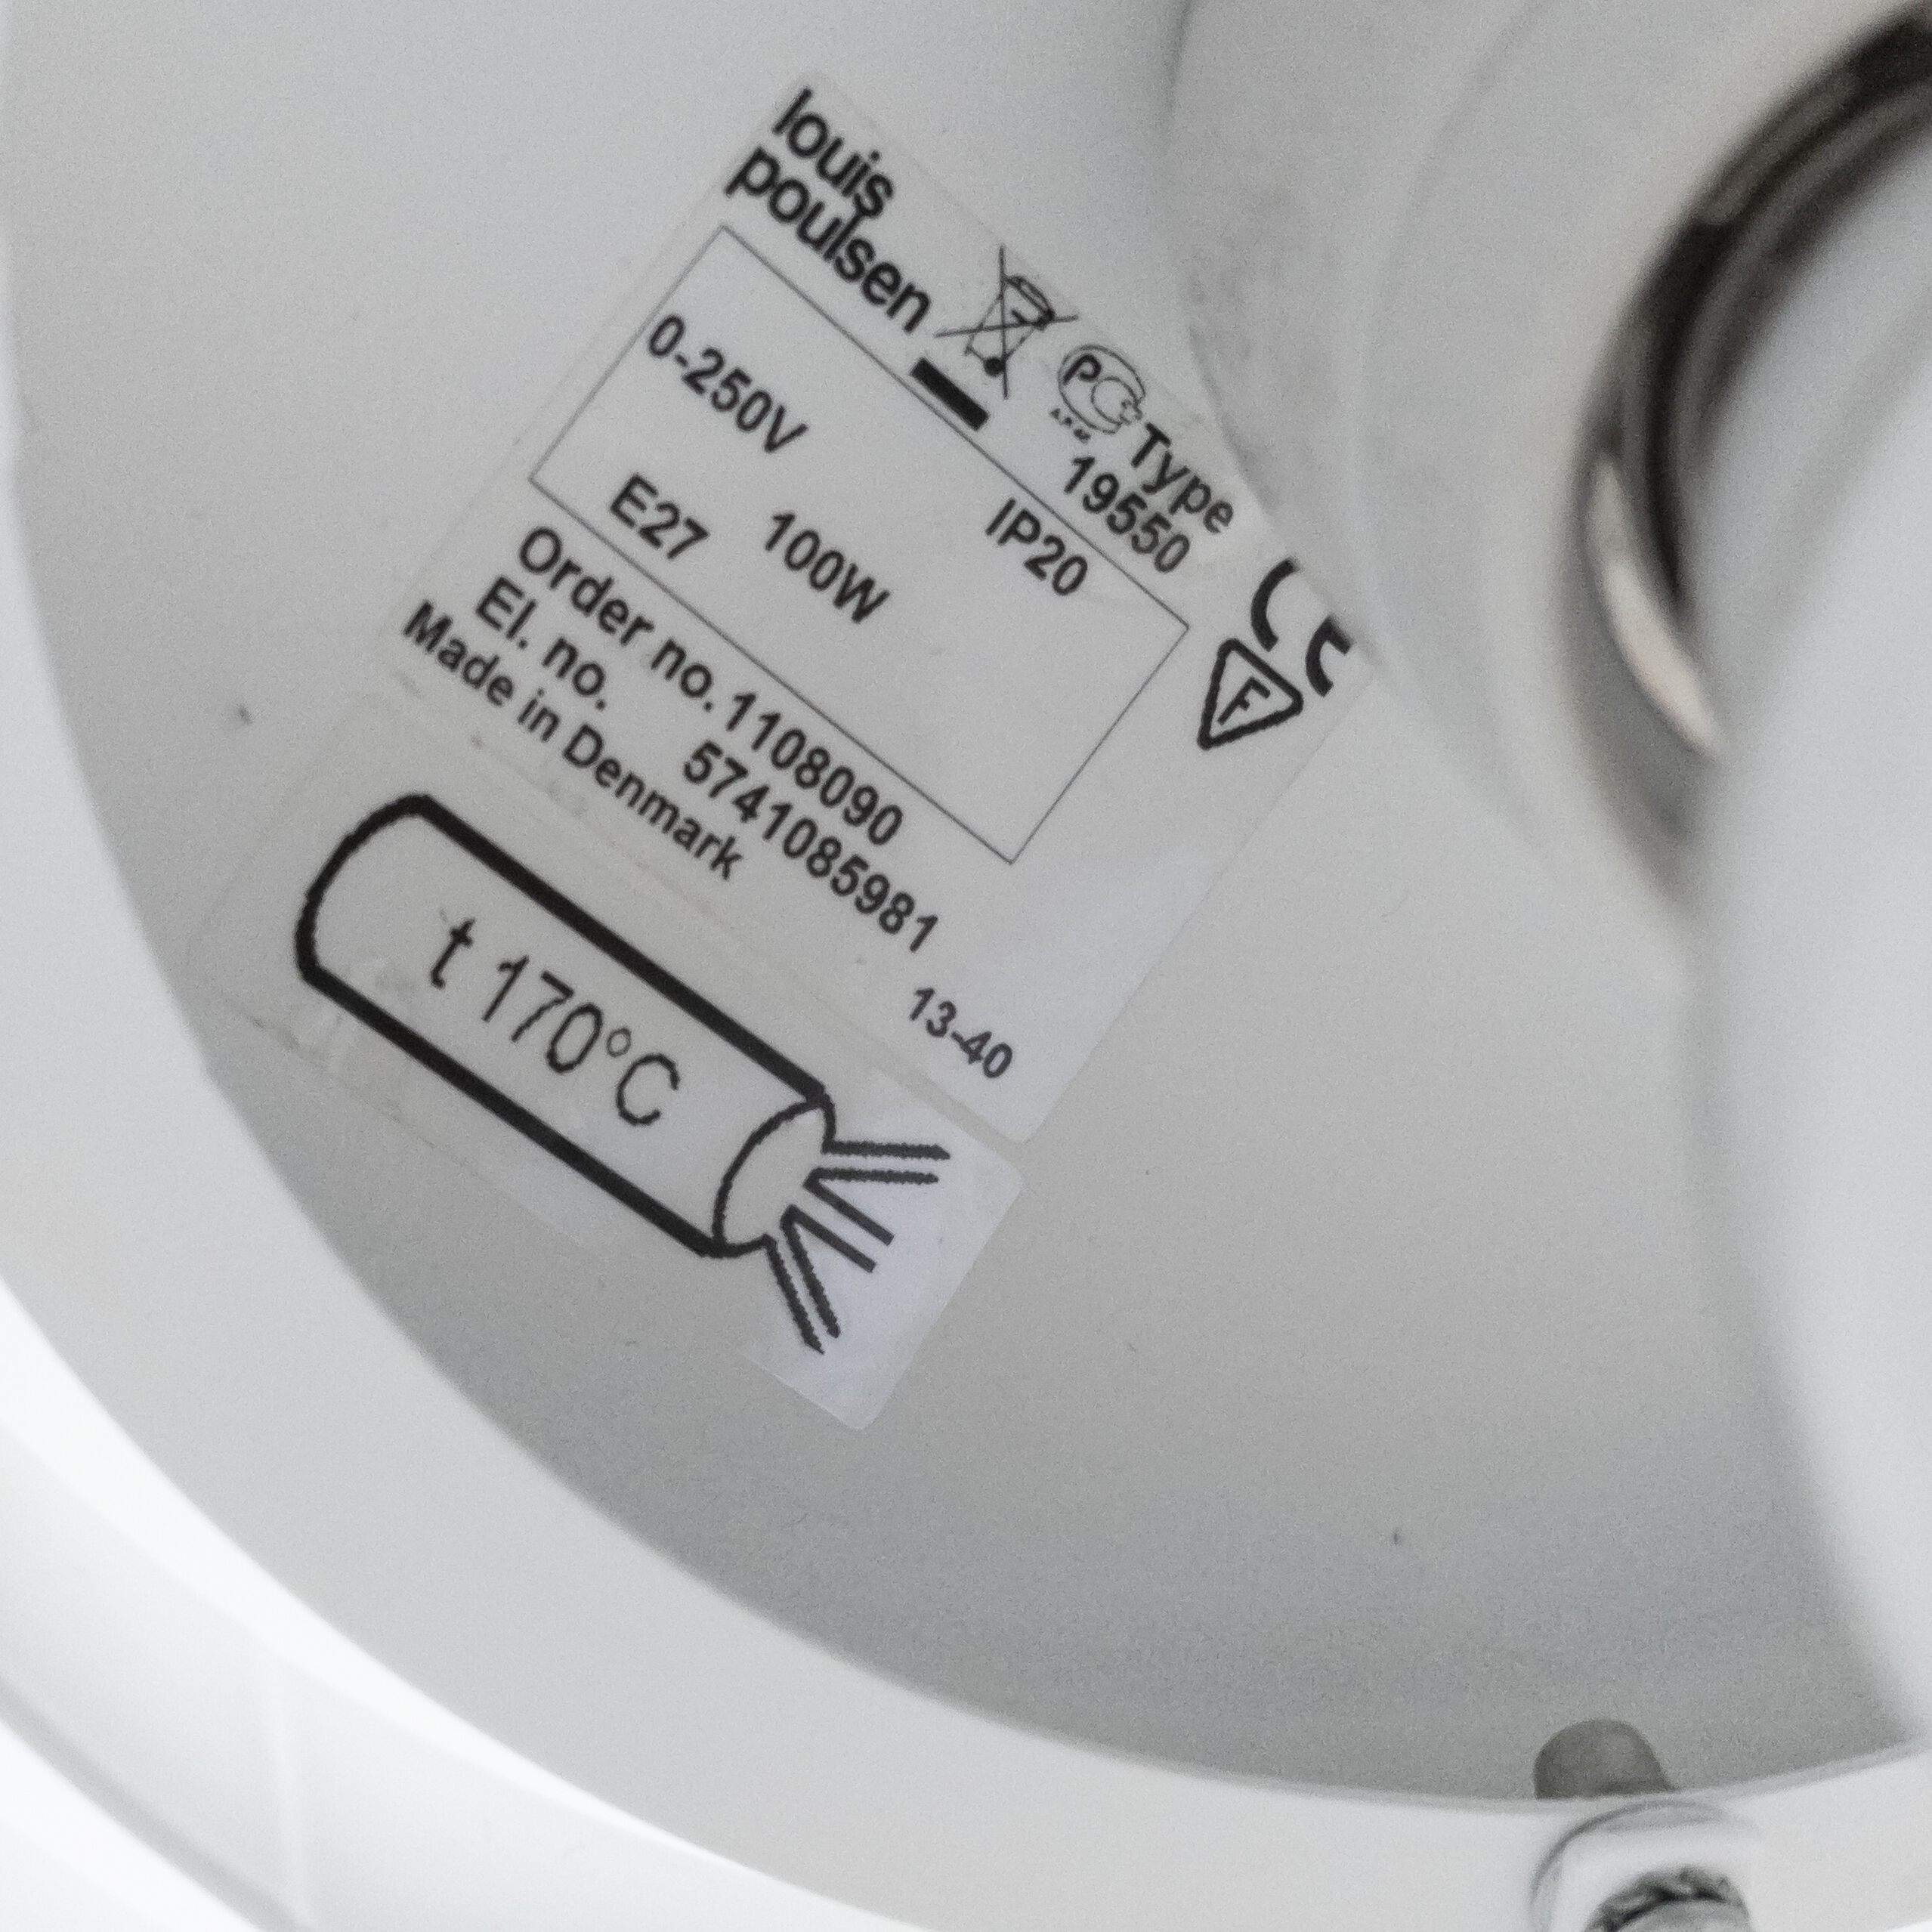 louis
poulsen
Type
19550
0-250V
IP20
E27 100W
Order no. 1108090
El. no. 5741085981
Made in Denmark
13-40
F
t 170°C